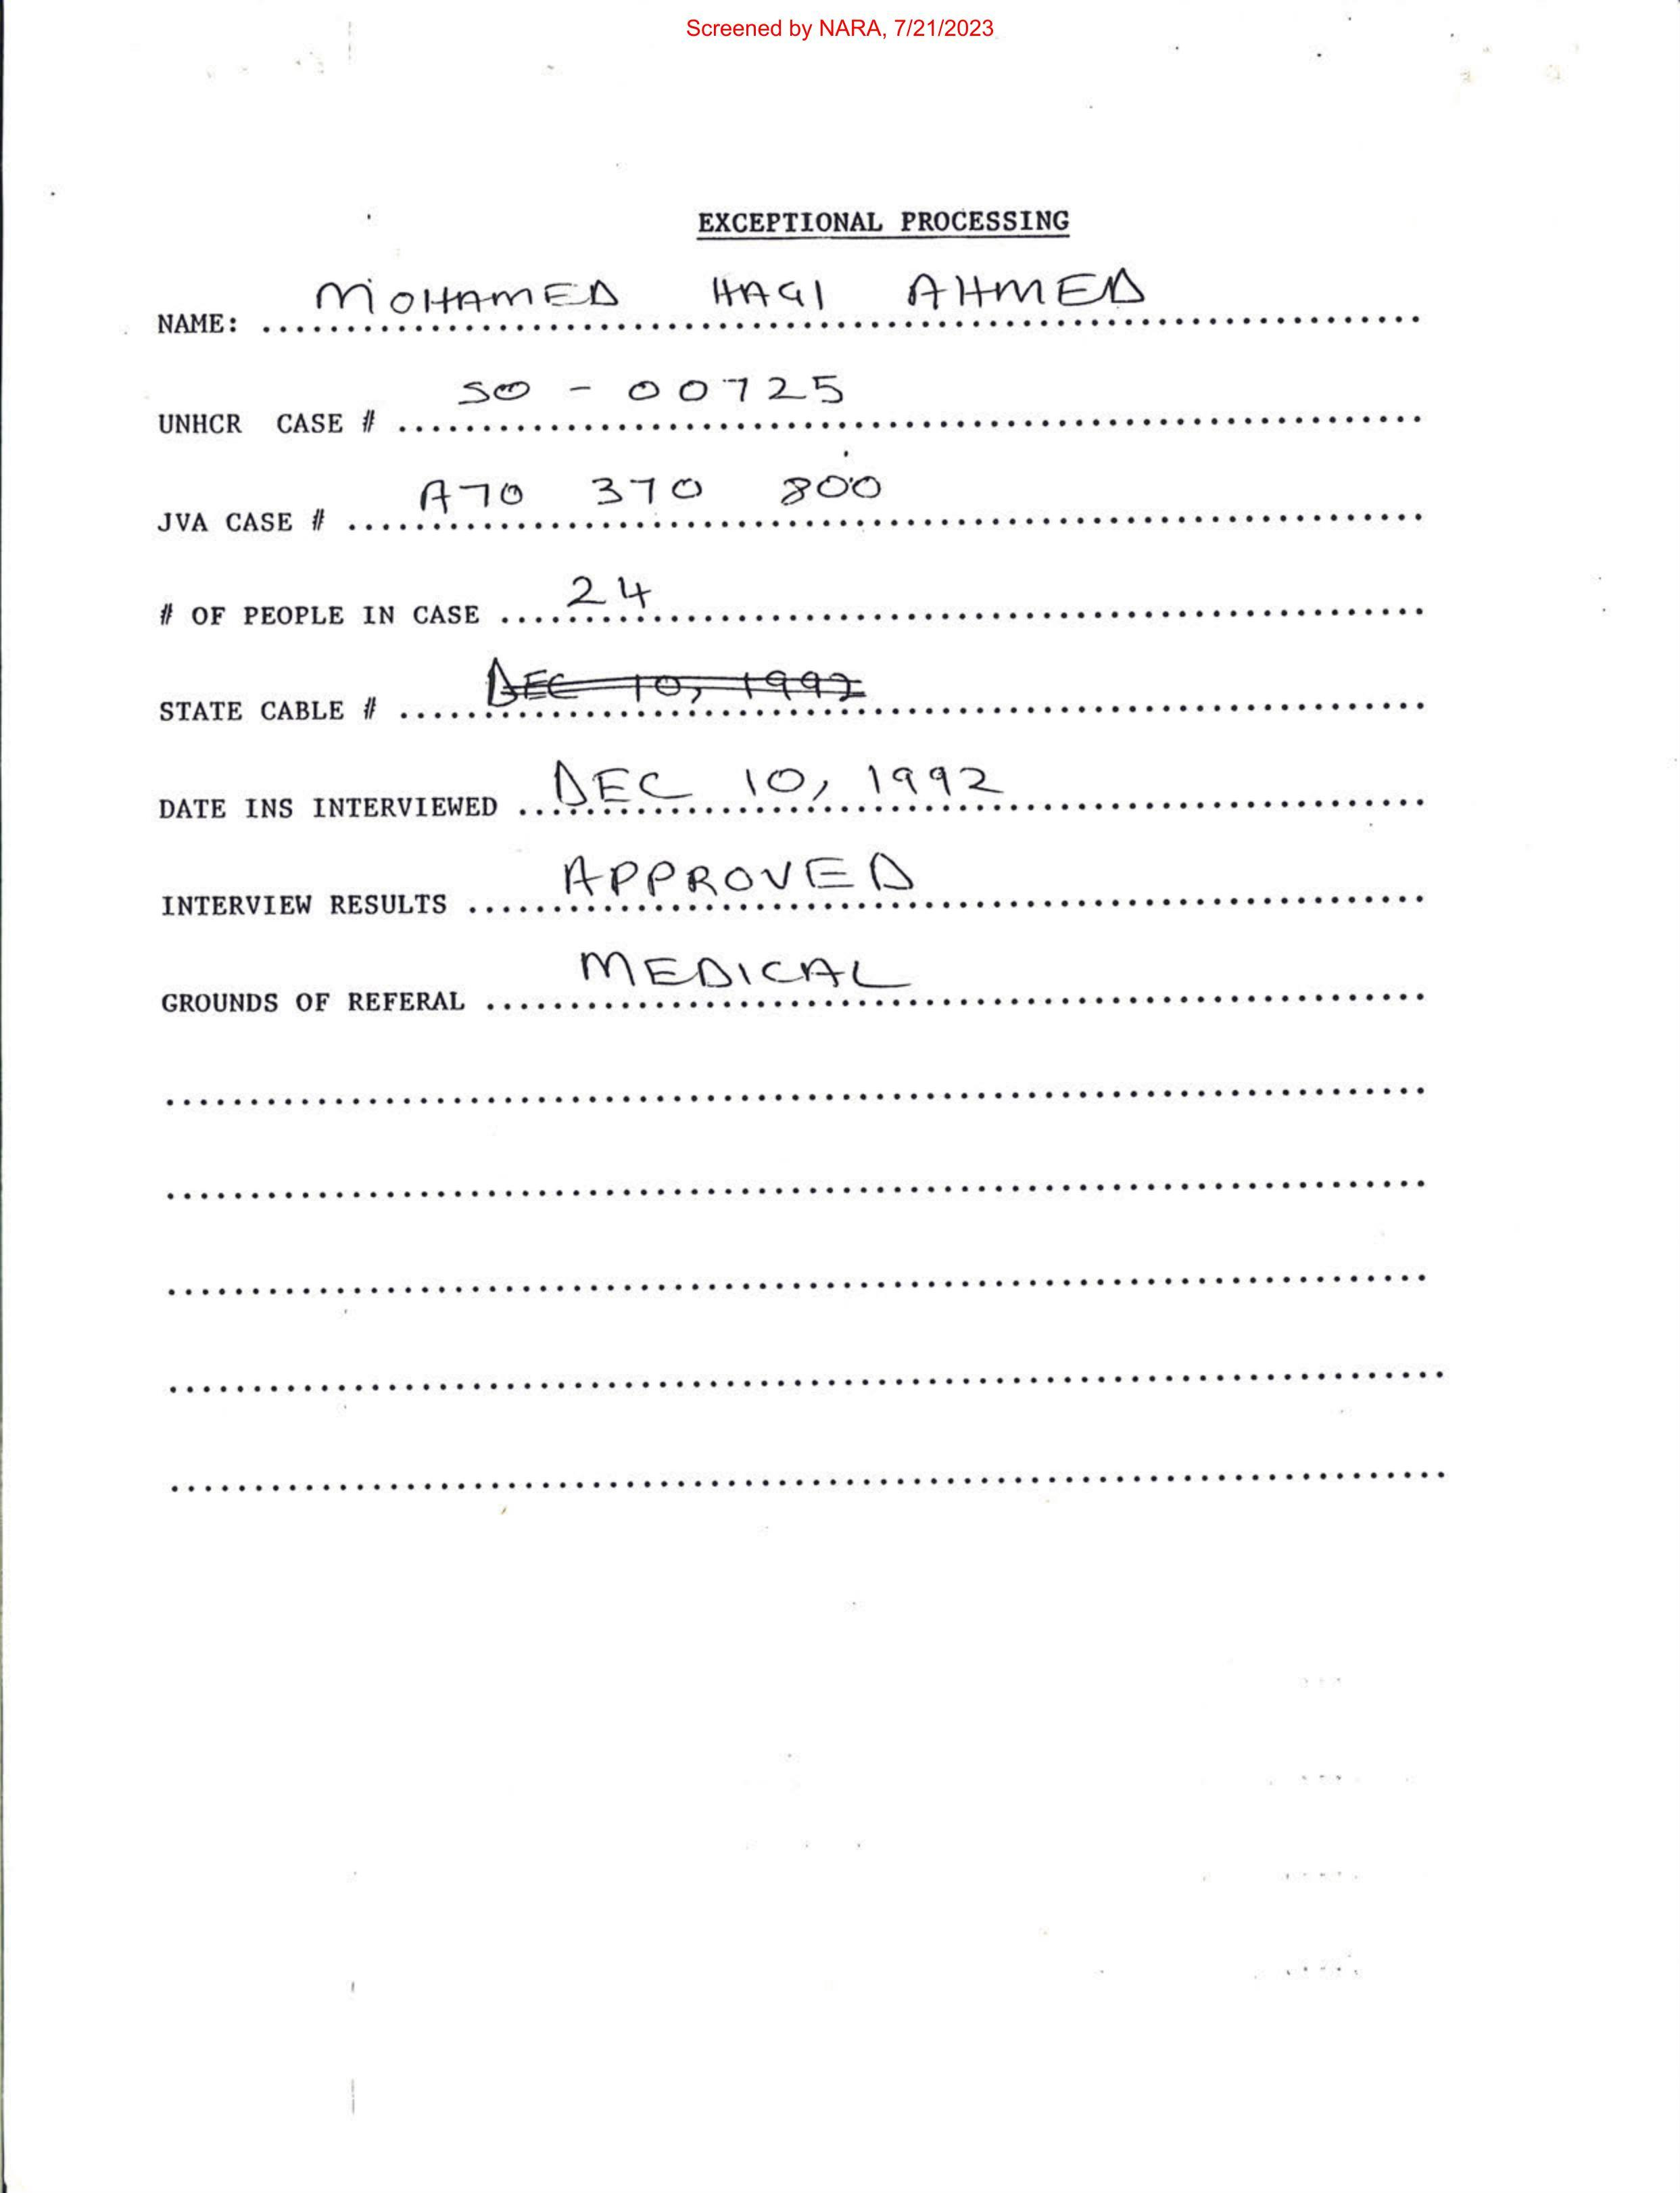 Screened by NARA, 7/21/2023
EXCEPTIONAL PROCESSING
NAME: MOHAMED HAGI AHMED
UNHCR CASE # SO - 00725
JVA CASE # A70 370 800
# OF PEOPLE IN CASE 24
STATE CABLE # DEC 10, 1992
DATE INS INTERVIEWED DEC 10, 1992
INTERVIEW RESULTS APPROVED
GROUNDS OF REFERAL MEDICAL